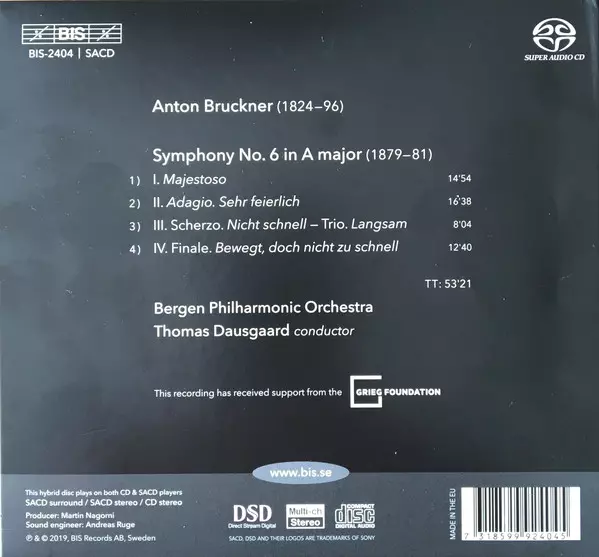 BIS
BIS-2404 | SACD
SUPER AUDIO CD
Anton Bruckner (1824–96)
Symphony No. 6 in A major (1879–81)
1) I. Majestoso 14'54
2) II. Adagio. Sehr feierlich 16'38
3) III. Scherzo. Nicht schnell – Trio. Langsam 8'04
4) IV. Finale. Bewegt, doch nicht zu schnell 12'40
TT: 53'21
Bergen Philharmonic Orchestra
Thomas Dausgaard conductor
This recording has received support from the GRIEG FOUNDATION
www.bis.se
This hybrid disc plays on both CD & SACD players
SACD surround / SACD stereo / CD stereo
Producer: Martin Nagorni
Sound engineer: Andreas Ruge
℗ & © 2019, BIS Records AB, Sweden
DSD
Direct Stream Digital
Multi-ch
Stereo
COMPACT
disc
DIGITAL AUDIO
SACD, DSD AND THEIR LOGOS ARE TRADEMARKS OF SONY
MADE IN THE EU
7 318599 924045